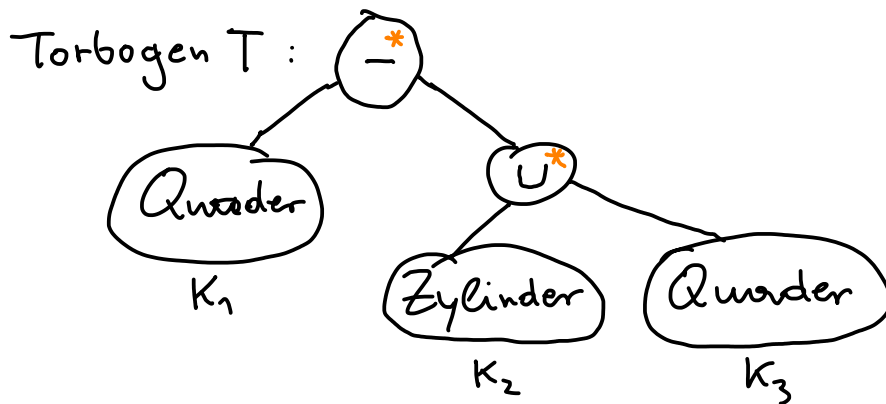 Torbogen T : −*
Quader ∪*
K₁ Zylinder Quader
K₂ K₃